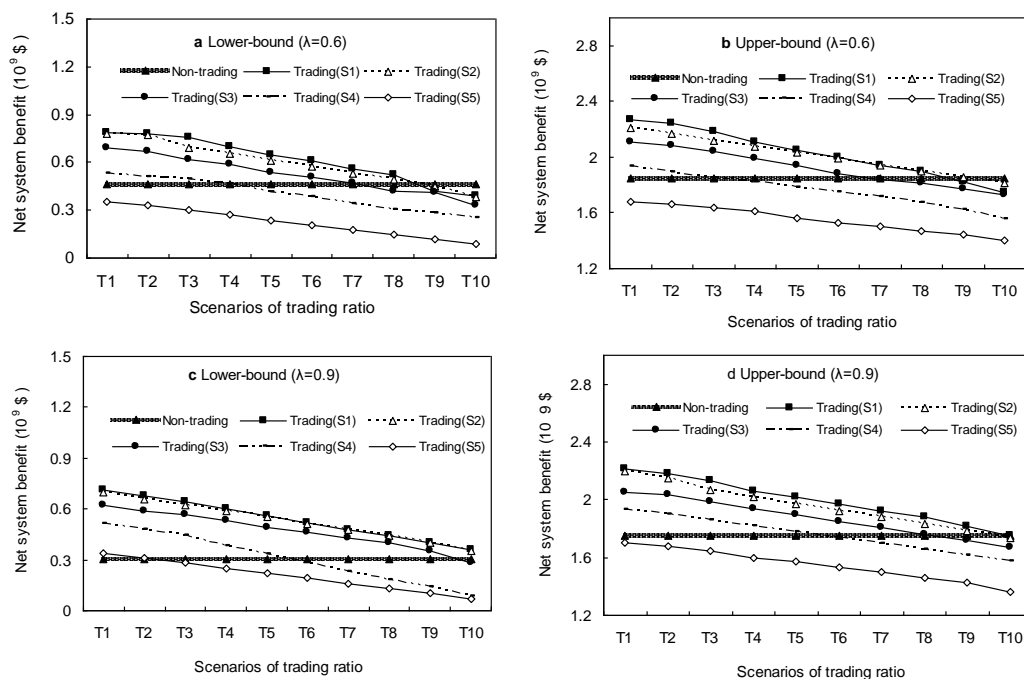 a Lower-bound (λ=0.6)
Net system benefit (10⁹ $)
1.5
1.2
0.9
0.6
0.3
0
Non-trading Trading(S1) Trading(S2)
Trading(S3) Trading(S4) Trading(S5)
T1 T2 T3 T4 T5 T6 T7 T8 T9 T10
Scenarios of trading ratio
b Upper-bound (λ=0.6)
Net system benefit (10⁹ $)
2.8
2.4
2
1.6
1.2
Non-trading Trading(S1) Trading(S2)
Trading(S3) Trading(S4) Trading(S5)
T1 T2 T3 T4 T5 T6 T7 T8 T9 T10
Scenarios of trading ratio
c Lower-bound (λ=0.9)
Net system benefit (10⁹ $)
1.5
1.2
0.9
0.6
0.3
0
Non-trading Trading(S1) Trading(S2)
Trading(S3) Trading(S4) Trading(S5)
T1 T2 T3 T4 T5 T6 T7 T8 T9 T10
Scenarios of trading ratio
d Upper-bound (λ=0.9)
Net system benefit (10 9 $
2.8
2.4
2
1.6
1.2
Non-trading Trading(S1) Trading(S2)
Trading(S3) Trading(S4) Trading(S5)
T1 T2 T3 T4 T5 T6 T7 T8 T9 T10
Scenarios of trading ratio